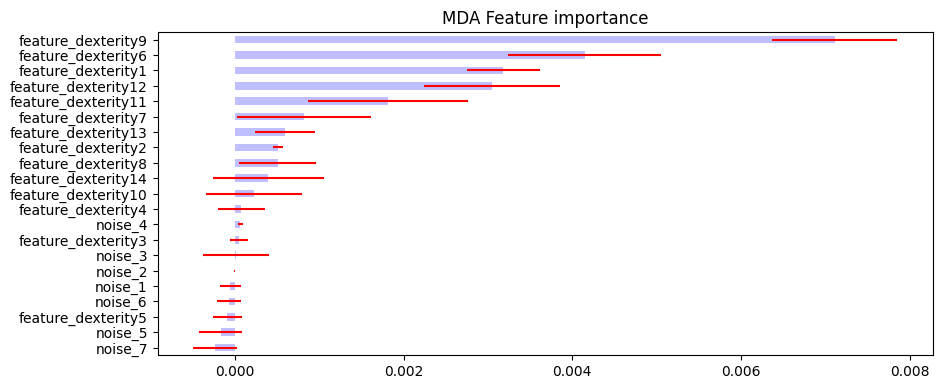 MDA Feature importance
feature_dexterity9
feature_dexterity6
feature_dexterity1
feature_dexterity12
feature_dexterity11
feature_dexterity7
feature_dexterity13
feature_dexterity2
feature_dexterity8
feature_dexterity14
feature_dexterity10
feature_dexterity4
noise_4
feature_dexterity3
noise_3
noise_2
noise_1
noise_6
feature_dexterity5
noise_5
noise_7
0.000 0.002 0.004 0.006 0.008